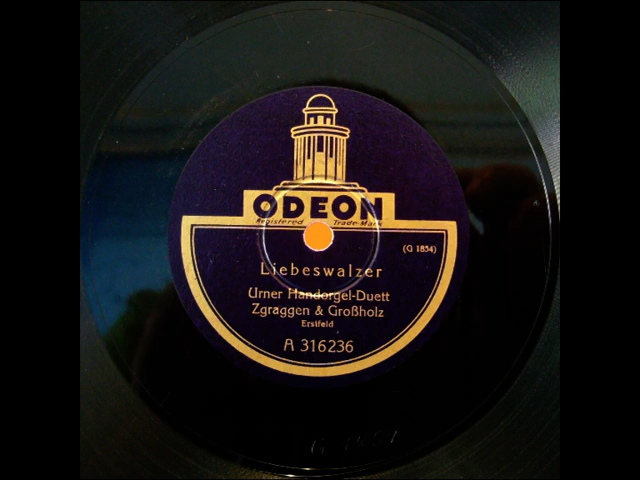 ODEON
Registered Trade-Mark
(G 1854)
Liebeswalzer
Urner Handorgel-Duett
Zgraggen & Großholz
Erstfeld
A 316236